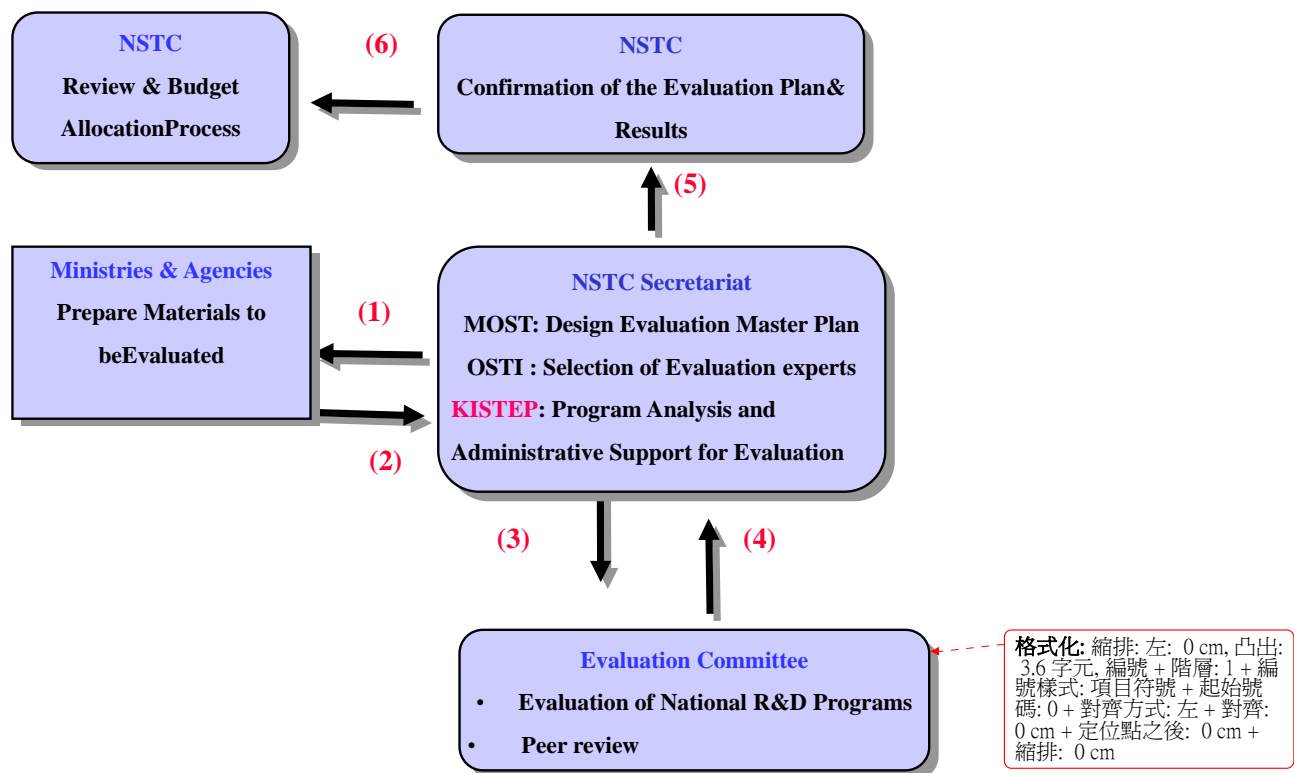 NSTC
Review & Budget
AllocationProcess
(6)
NSTC
Confirmation of the Evaluation Plan&
Results
(5)
Ministries & Agencies
Prepare Materials to
beEvaluated
(1)
(2)
NSTC Secretariat
MOST: Design Evaluation Master Plan
OSTI : Selection of Evaluation experts
KISTEP: Program Analysis and
Administrative Support for Evaluation
(3)
(4)
Evaluation Committee
• Evaluation of National R&D Programs
• Peer review
格式化: 縮排: 左: 0 cm, 凸出:
3.6 字元, 編號 + 階層: 1 + 編
號樣式: 項目符號 + 起始號
碼: 0 + 對齊方式: 左 + 對齊:
0 cm + 定位點之後: 0 cm +
縮排: 0 cm